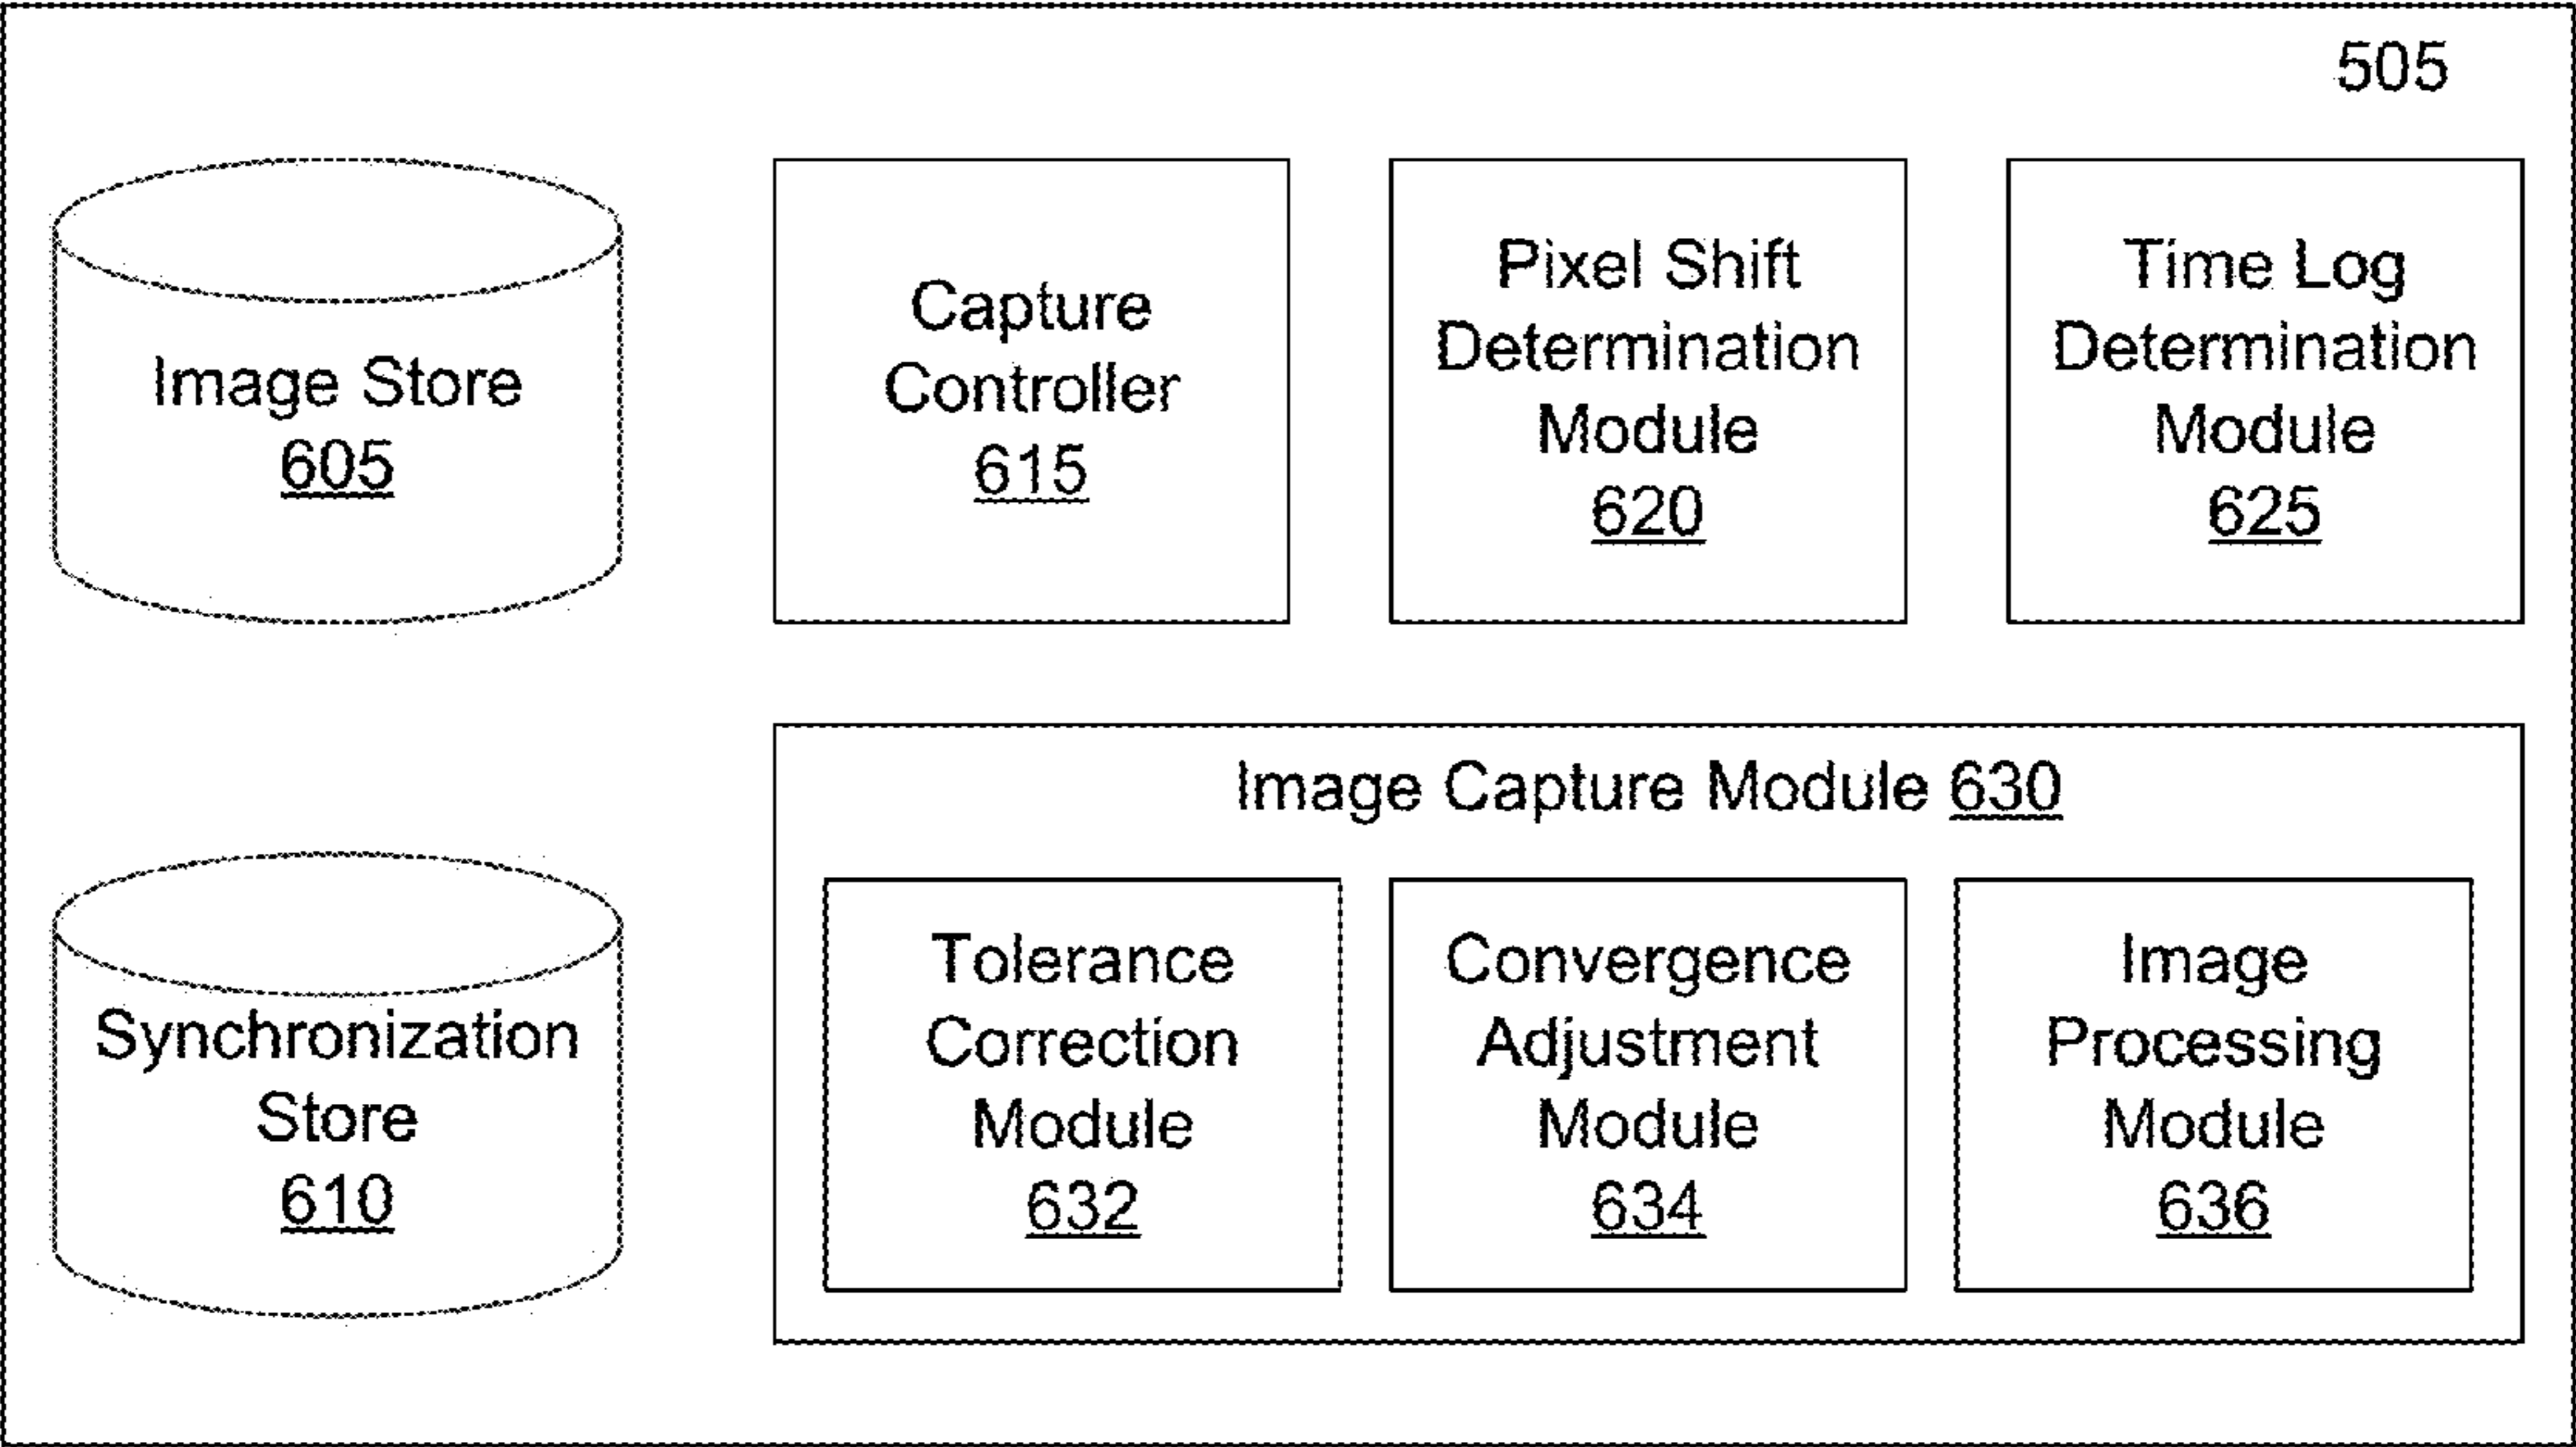 505
Image Store
605
Capture
Controller
615
Pixel Shift
Determination
Module
620
Time Log
Determination
Module
625
Synchronization
Store
610
Image Capture Module 630
Tolerance
Correction
Module
632
Convergence
Adjustment
Module
634
Image
Processing
Module
636